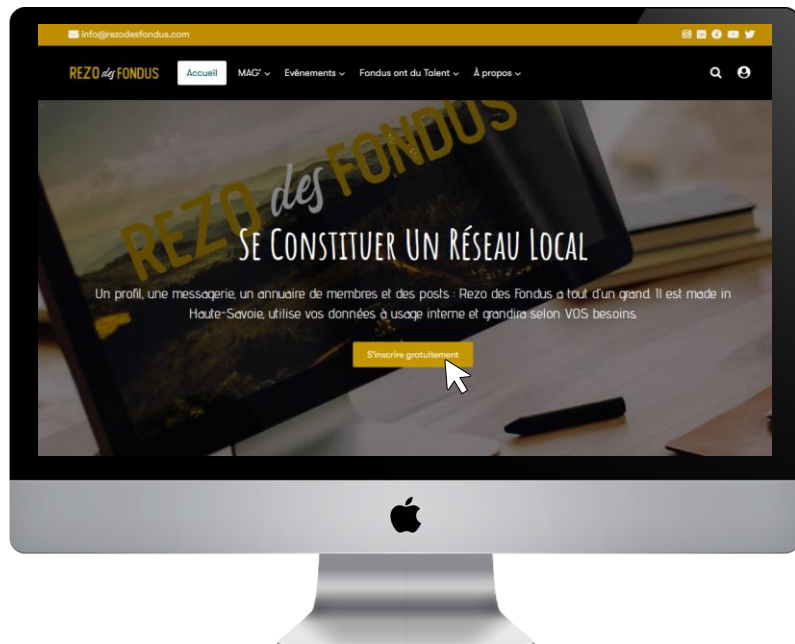 info@rezodesfondus.com
REZO des FONDUS Accueil MAG' Evénements Fondus ont du Talent À propos
REZO des FONDUS
Se Constituer Un Réseau Local
Un profil, une messagerie, un annuaire de membres et des posts : Rezo des Fondus a tout d'un grand. Il est made in
Haute-Savoie, utilise vos données à usage interne et grandira selon VOS besoins.
S'inscrire gratuitement